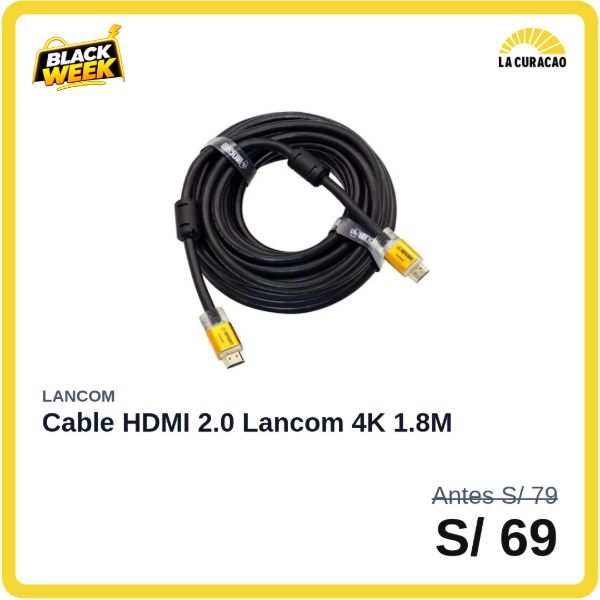 BLACK
WEEK
LA CURACAO
LANCOM
Cable HDMI 2.0 Lancom 4K 1.8M
Antes S/ 79
S/ 69